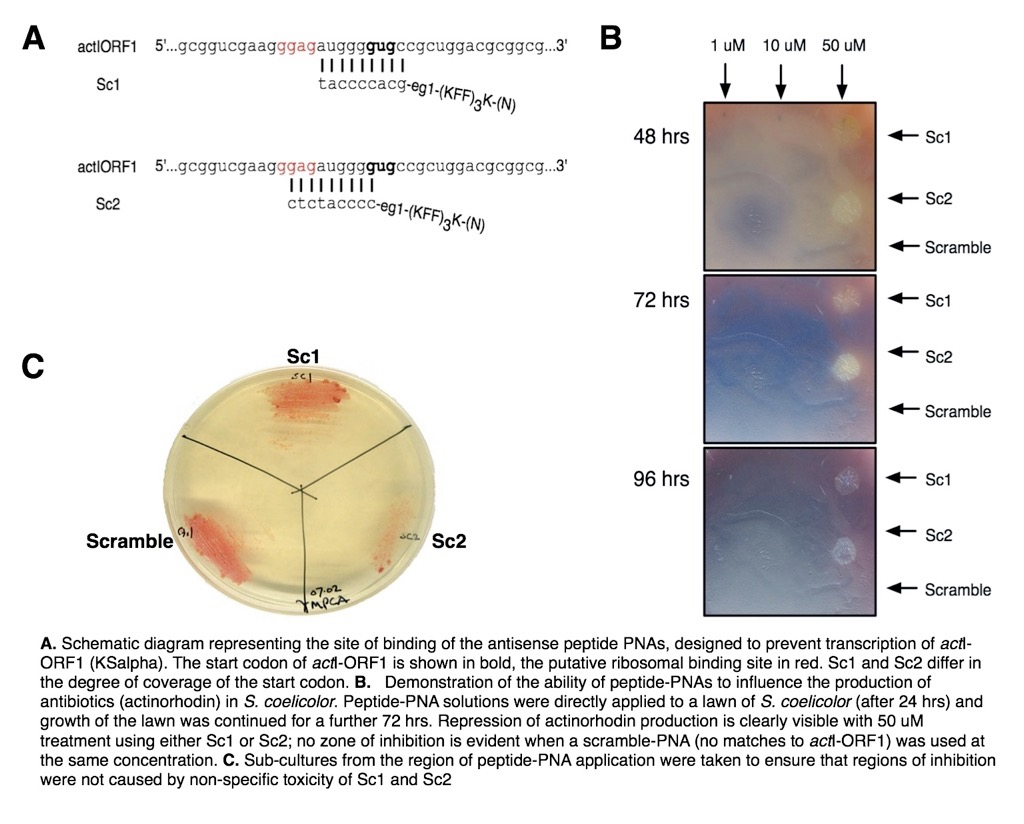 A
actIORF1 5'...gcggucgaagggagauggggugccgcuggacgcggcg...3'
Sc1 taccccacg-eg1-(KFF)3K-(N)
actIORF1 5'...gcggucgaagggagauggggugccgcuggacgcggcg...3'
Sc2 ctctacccc-eg1-(KFF)3K-(N)
B
1 uM 10 uM 50 uM
48 hrs
Sc1
Sc2
Scramble
72 hrs
Sc1
Sc2
Scramble
96 hrs
Sc1
Sc2
Scramble
C
Sc1
SC1
Scramble
Sc2
SC2
07.02
YMPCA
A. Schematic diagram representing the site of binding of the antisense peptide PNAs, designed to prevent transcription of actI-
ORF1 (KSalpha). The start codon of actI-ORF1 is shown in bold, the putative ribosomal binding site in red. Sc1 and Sc2 differ in
the degree of coverage of the start codon. B. Demonstration of the ability of peptide-PNAs to influence the production of
antibiotics (actinorhodin) in S. coelicolor. Peptide-PNA solutions were directly applied to a lawn of S. coelicolor (after 24 hrs) and
growth of the lawn was continued for a further 72 hrs. Repression of actinorhodin production is clearly visible with 50 uM
treatment using either Sc1 or Sc2; no zone of inhibition is evident when a scramble-PNA (no matches to actI-ORF1) was used at
the same concentration. C. Sub-cultures from the region of peptide-PNA application were taken to ensure that regions of inhibition
were not caused by non-specific toxicity of Sc1 and Sc2